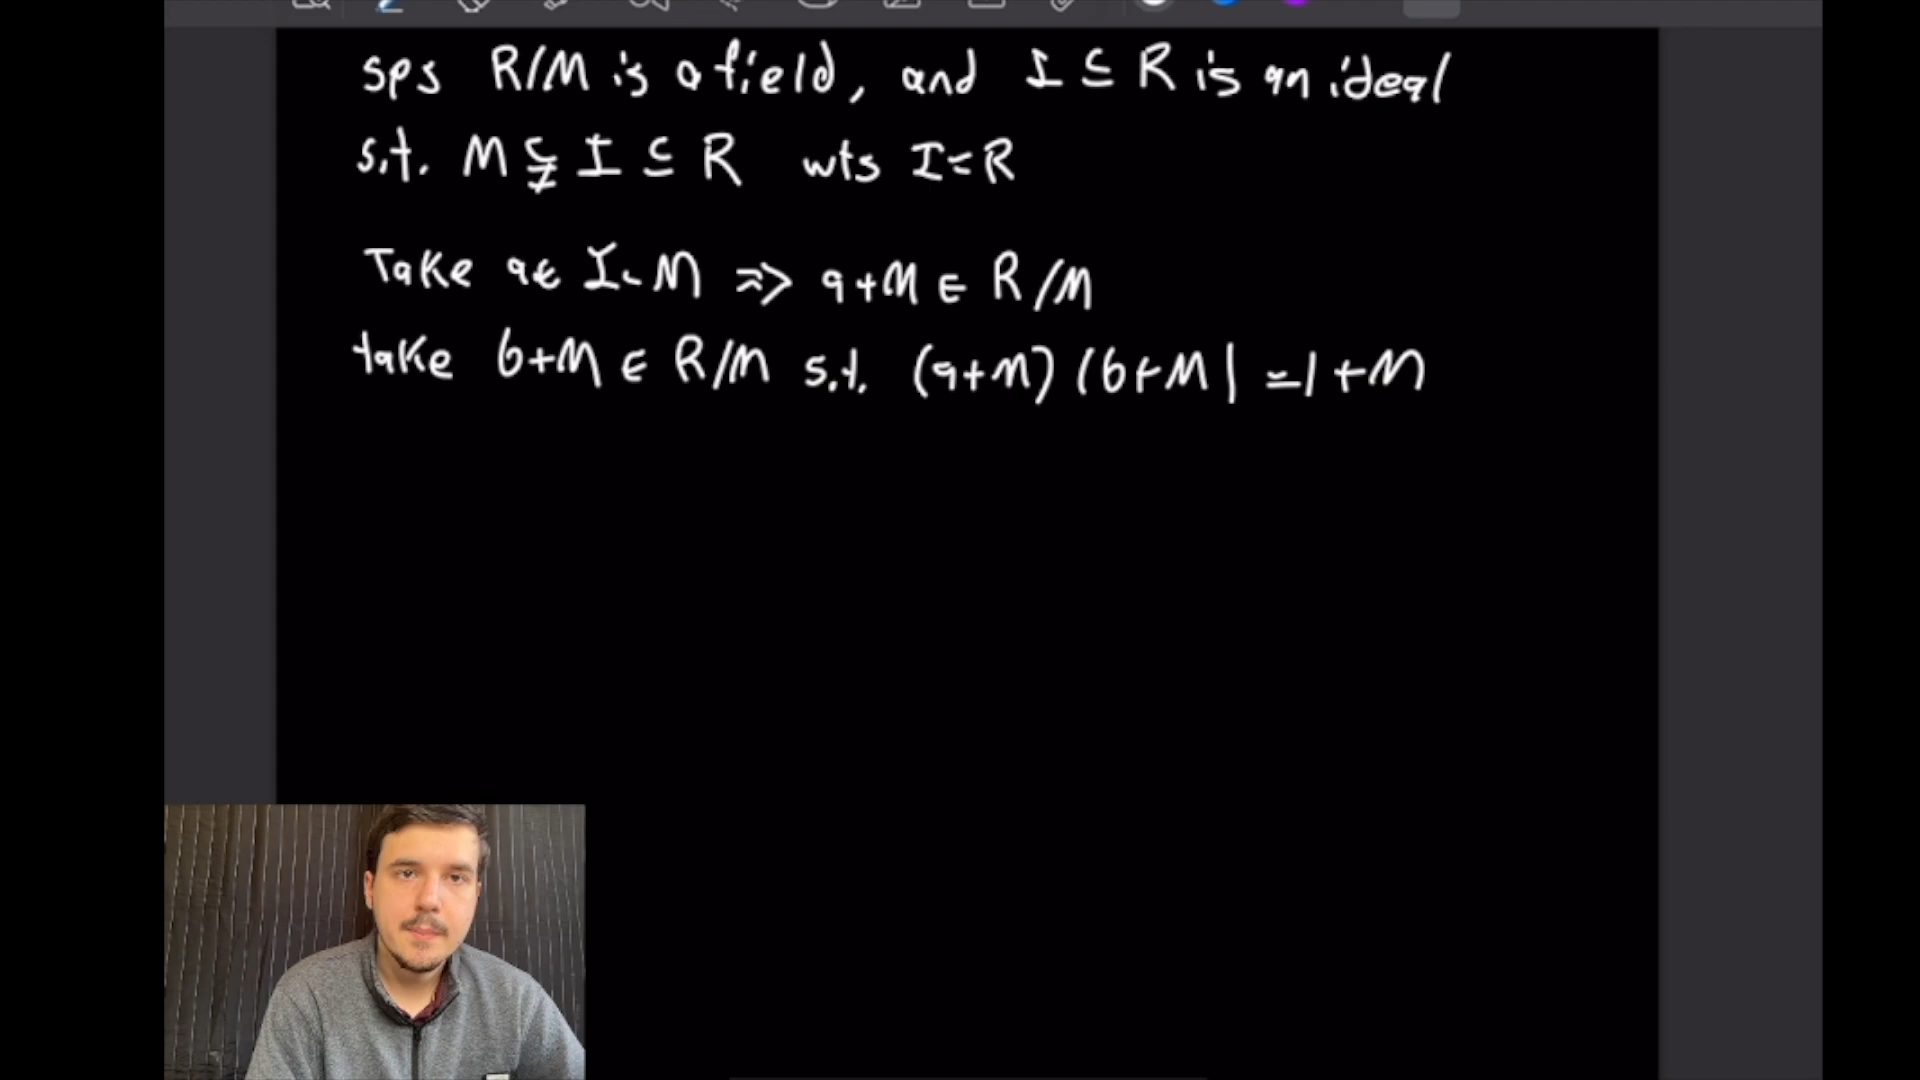 sps R/M is a field, and I ⊆ R is an ideal
s.t. M ⊊ I ⊆ R wts I=R
Take a∈ I∖M ⇒ a+M ∈ R/M
take b+M ∈ R/M s.t. (a+M)(b+M) =1+M